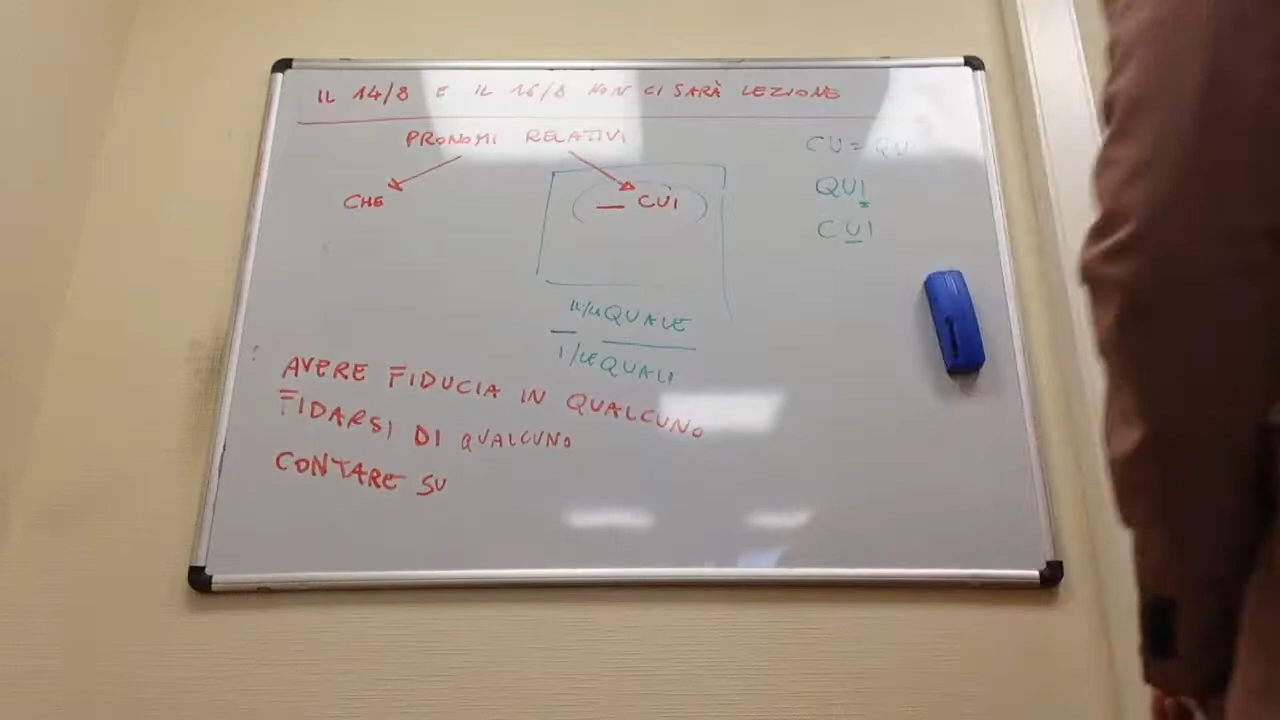 IL 14/8 E IL 16/8 NON CI SARÀ LEZIONE
PRONOMI RELATIVI
CHE
— CUI
CU = QU
QUI
CUI
IL/LA QUALE
I/LE QUALI
AVERE FIDUCIA IN QUALCUNO
FIDARSI DI QUALCUNO
CONTARE SU